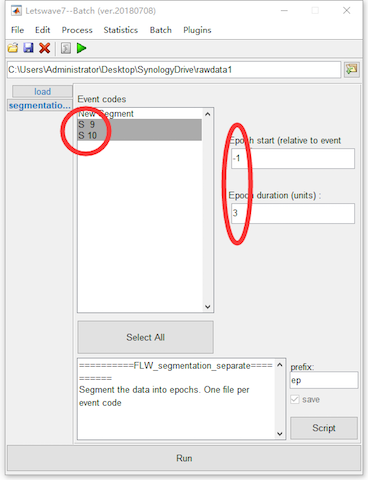 Letswave7--Batch (ver.20180708)
File Edit Process Statistics Batch Plugins
C:\Users\Administrator\Desktop\SynologyDrive\rawdata1
load
segmentatio...
Event codes
New Segment
S 9
S 10
Epoch start (relative to event
-1
Epoch duration (units) :
3
Select All
==========FLW_segmentation_separate====
======
Segment the data into epochs. One file per
event code
prefix:
ep
save
Script
Run